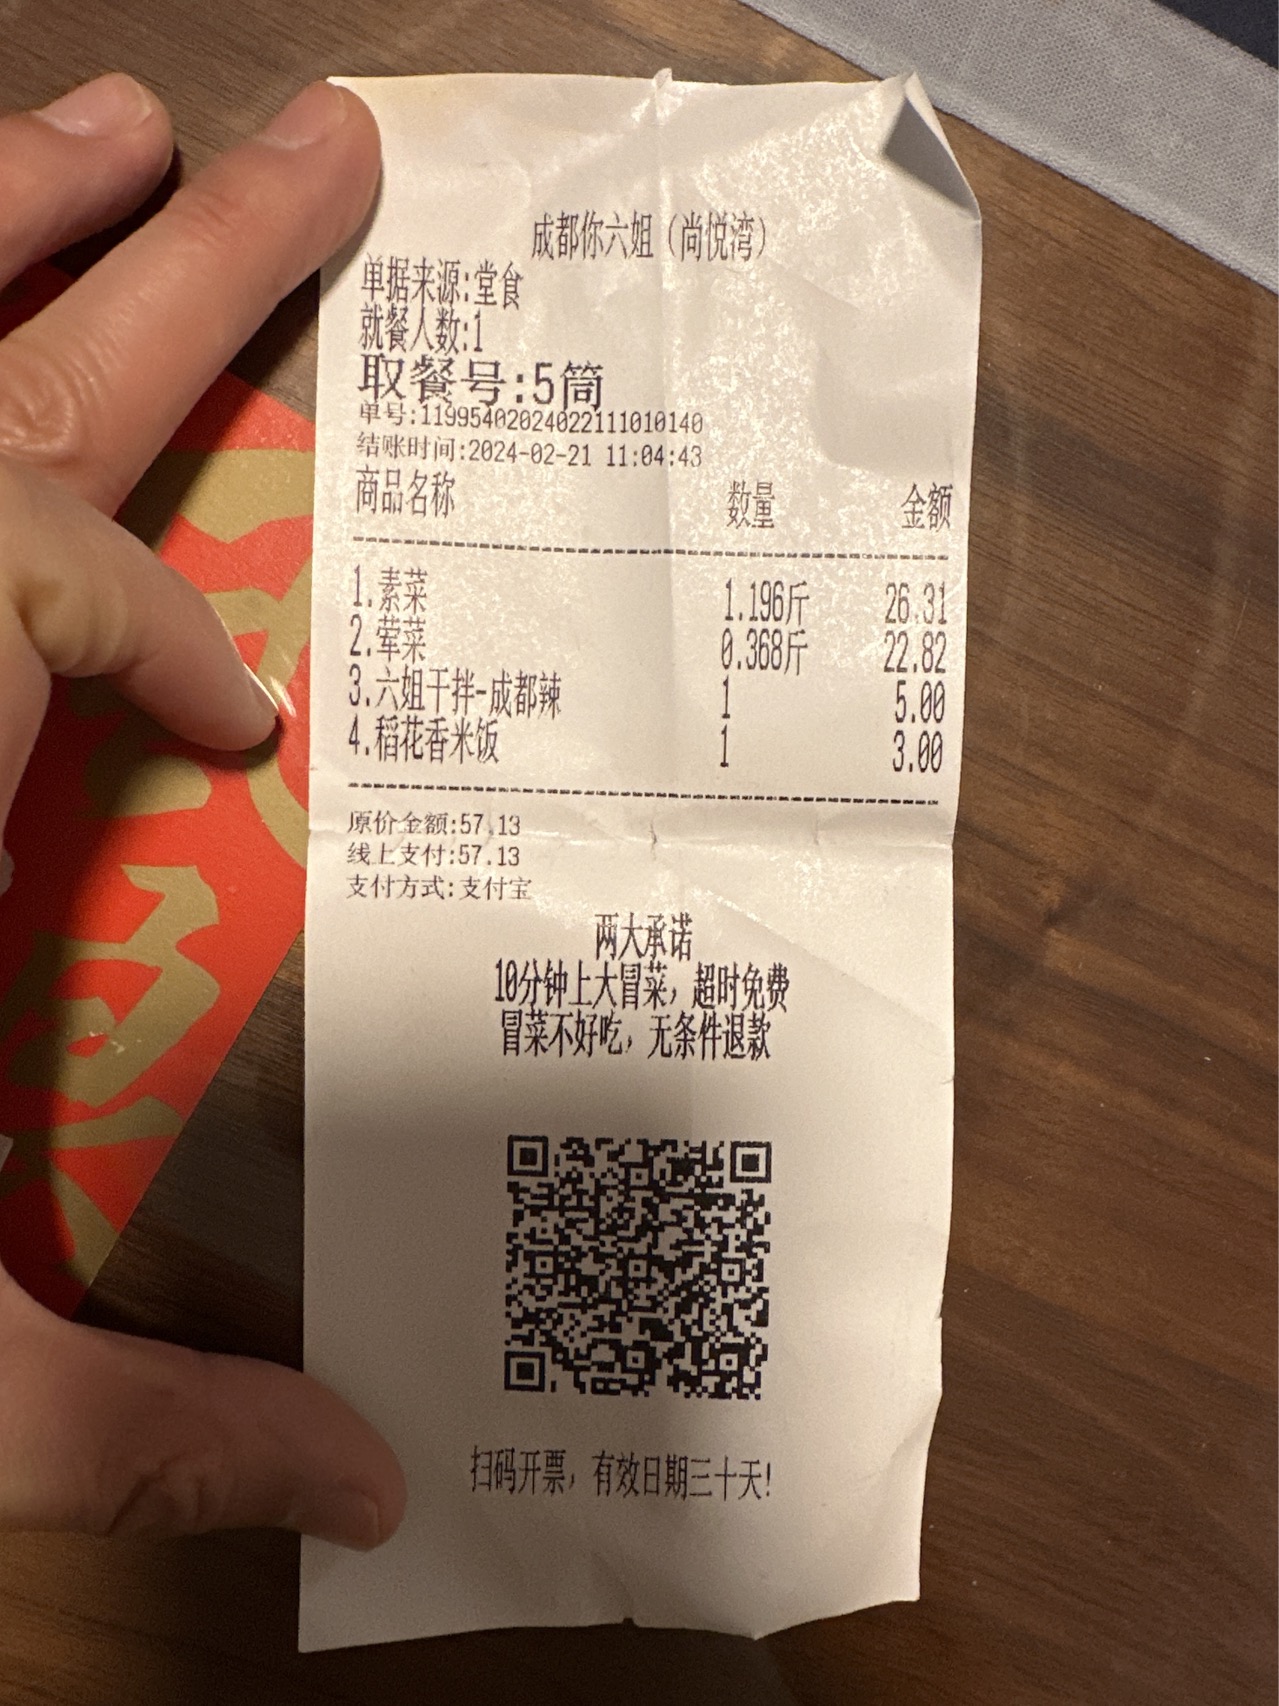 成都你六姐（尚悦湾）
单据来源:堂食
就餐人数:1
取餐号:5筒
单号:11995402024022111010140
结账时间:2024-02-21 11:04:43
商品名称 数量 金额
1.素菜 1.196斤 26.31
2.荤菜 0.368斤 22.82
3.六姐干拌-成都辣 1 5.00
4.稻花香米饭 1 3.00
原价金额:57.13
线上支付:57.13
支付方式:支付宝
两大承诺
10分钟上大冒菜，超时免费
冒菜不好吃，无条件退款
扫码开票，有效日期三十天!